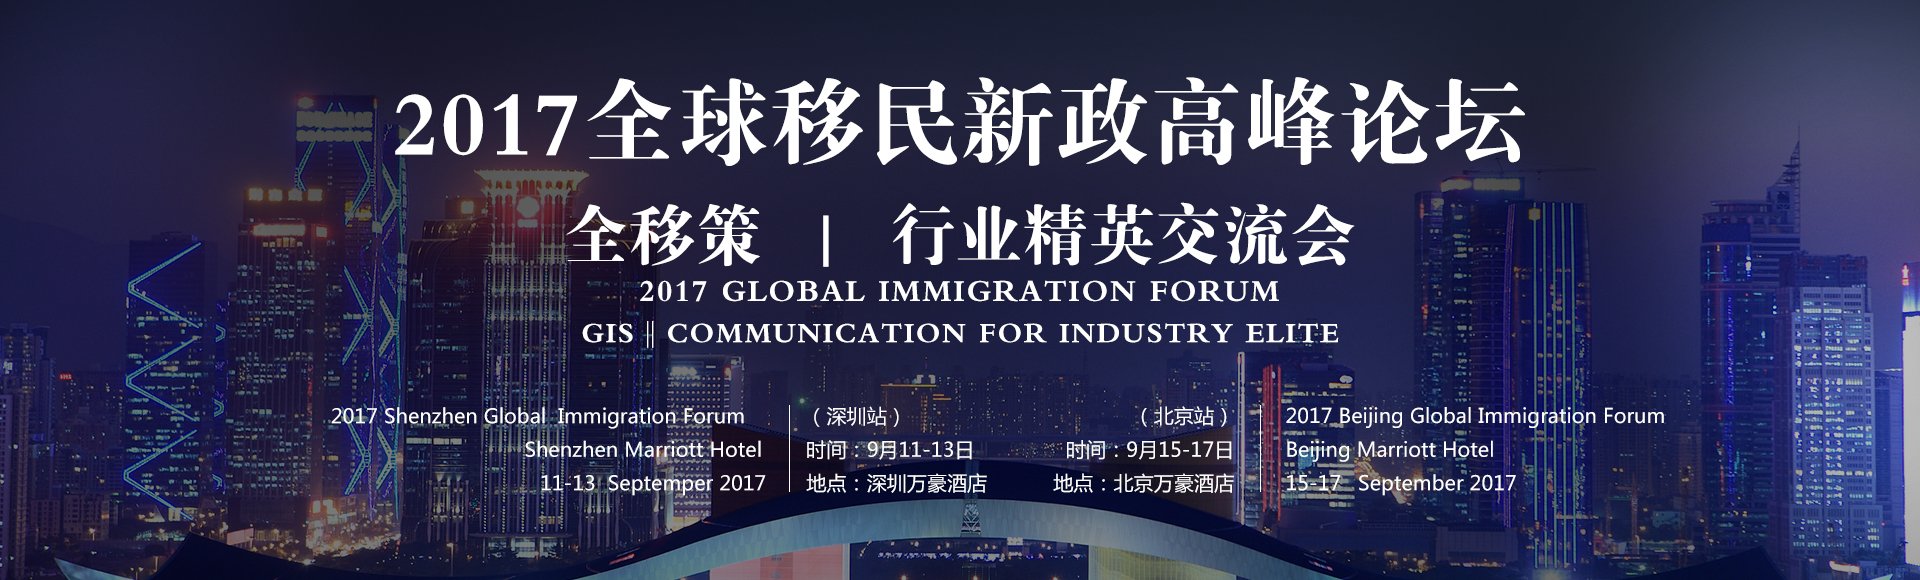 2017全球移民新政高峰论坛
全移策 | 行业精英交流会
2017 GLOBAL IMMIGRATION FORUM
GIS || COMMUNICATION FOR INDUSTRY ELITE
2017 Shenzhen Global Immigration Forum
Shenzhen Marriott Hotel
11-13 Septemper 2017
（深圳站）
时间：9月11-13日
地点：深圳万豪酒店
（北京站）
时间：9月15-17日
地点：北京万豪酒店
2017 Beijing Global Immigration Forum
Beijing Marriott Hotel
15-17 September 2017